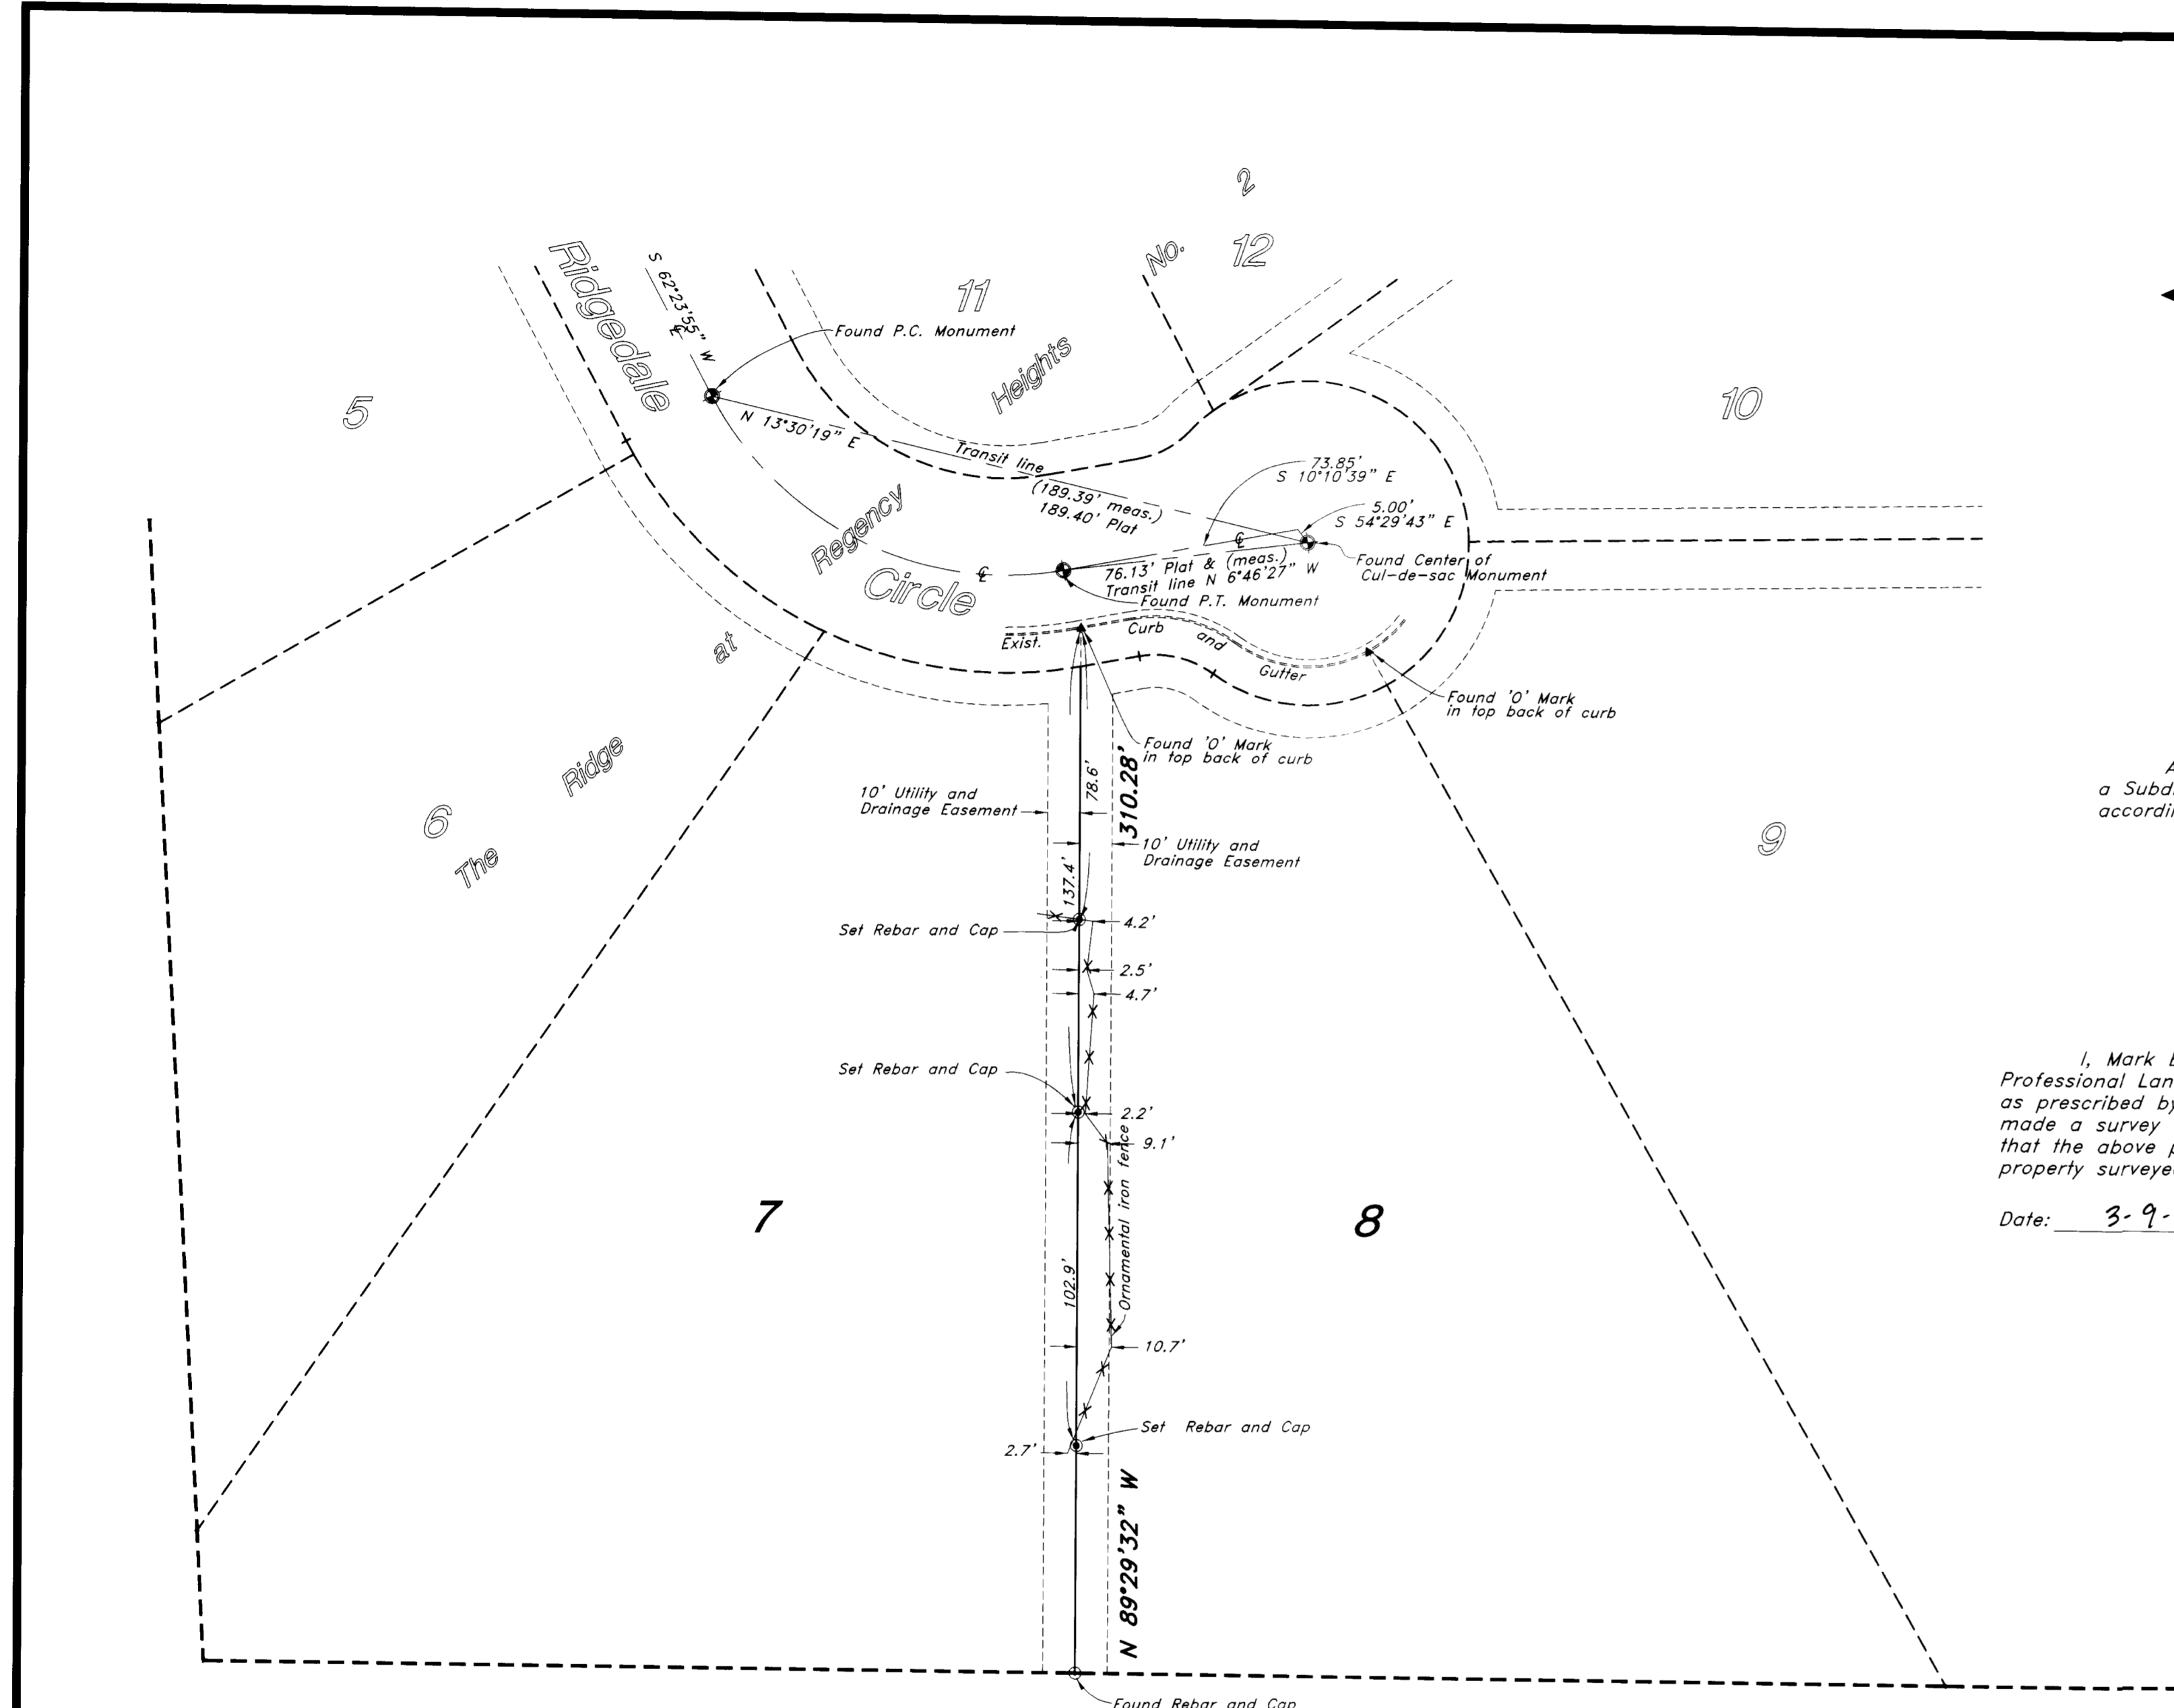 2
No.
12
11
Heights
Ridgedale
S 62°23'55" W
℄
Found P.C. Monument
5
10
N 13°30'19" E
Transit line
(189.39' meas.)
189.40' Plat
73.85'
S 10°10'39" E
5.00'
S 54°29'43" E
Regency
℄
℄
Circle
76.13' Plat & (meas.)
Transit line N 6°46'27" W
Found Center of
Cul-de-sac Monument
Found P.T. Monument
at
Exist.
Curb
and
Gutter
Found 'O' Mark
in top back of curb
Found 'O' Mark
in top back of curb
Ridge
6
The
10' Utility and
Drainage Easement
78.6'
310.28'
10' Utility and
Drainage Easement
9
a Subd
accordi
137.4'
Set Rebar and Cap
4.2'
2.5'
4.7'
Set Rebar and Cap
2.2'
9.1'
Ornamental iron fence
I, Mark
Professional Lan
as prescribed by
made a survey
that the above
property surveye
Date: 3-9-
7
8
102.9'
10.7'
Set Rebar and Cap
2.7'
N 89°29'32" W
Found Rebar and Cap